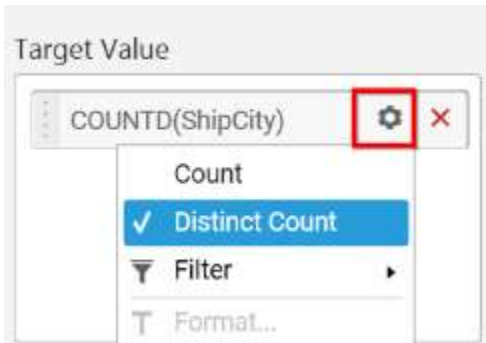 Target Value
COUNTD(ShipCity)
Count
Distinct Count
Filter
Format...